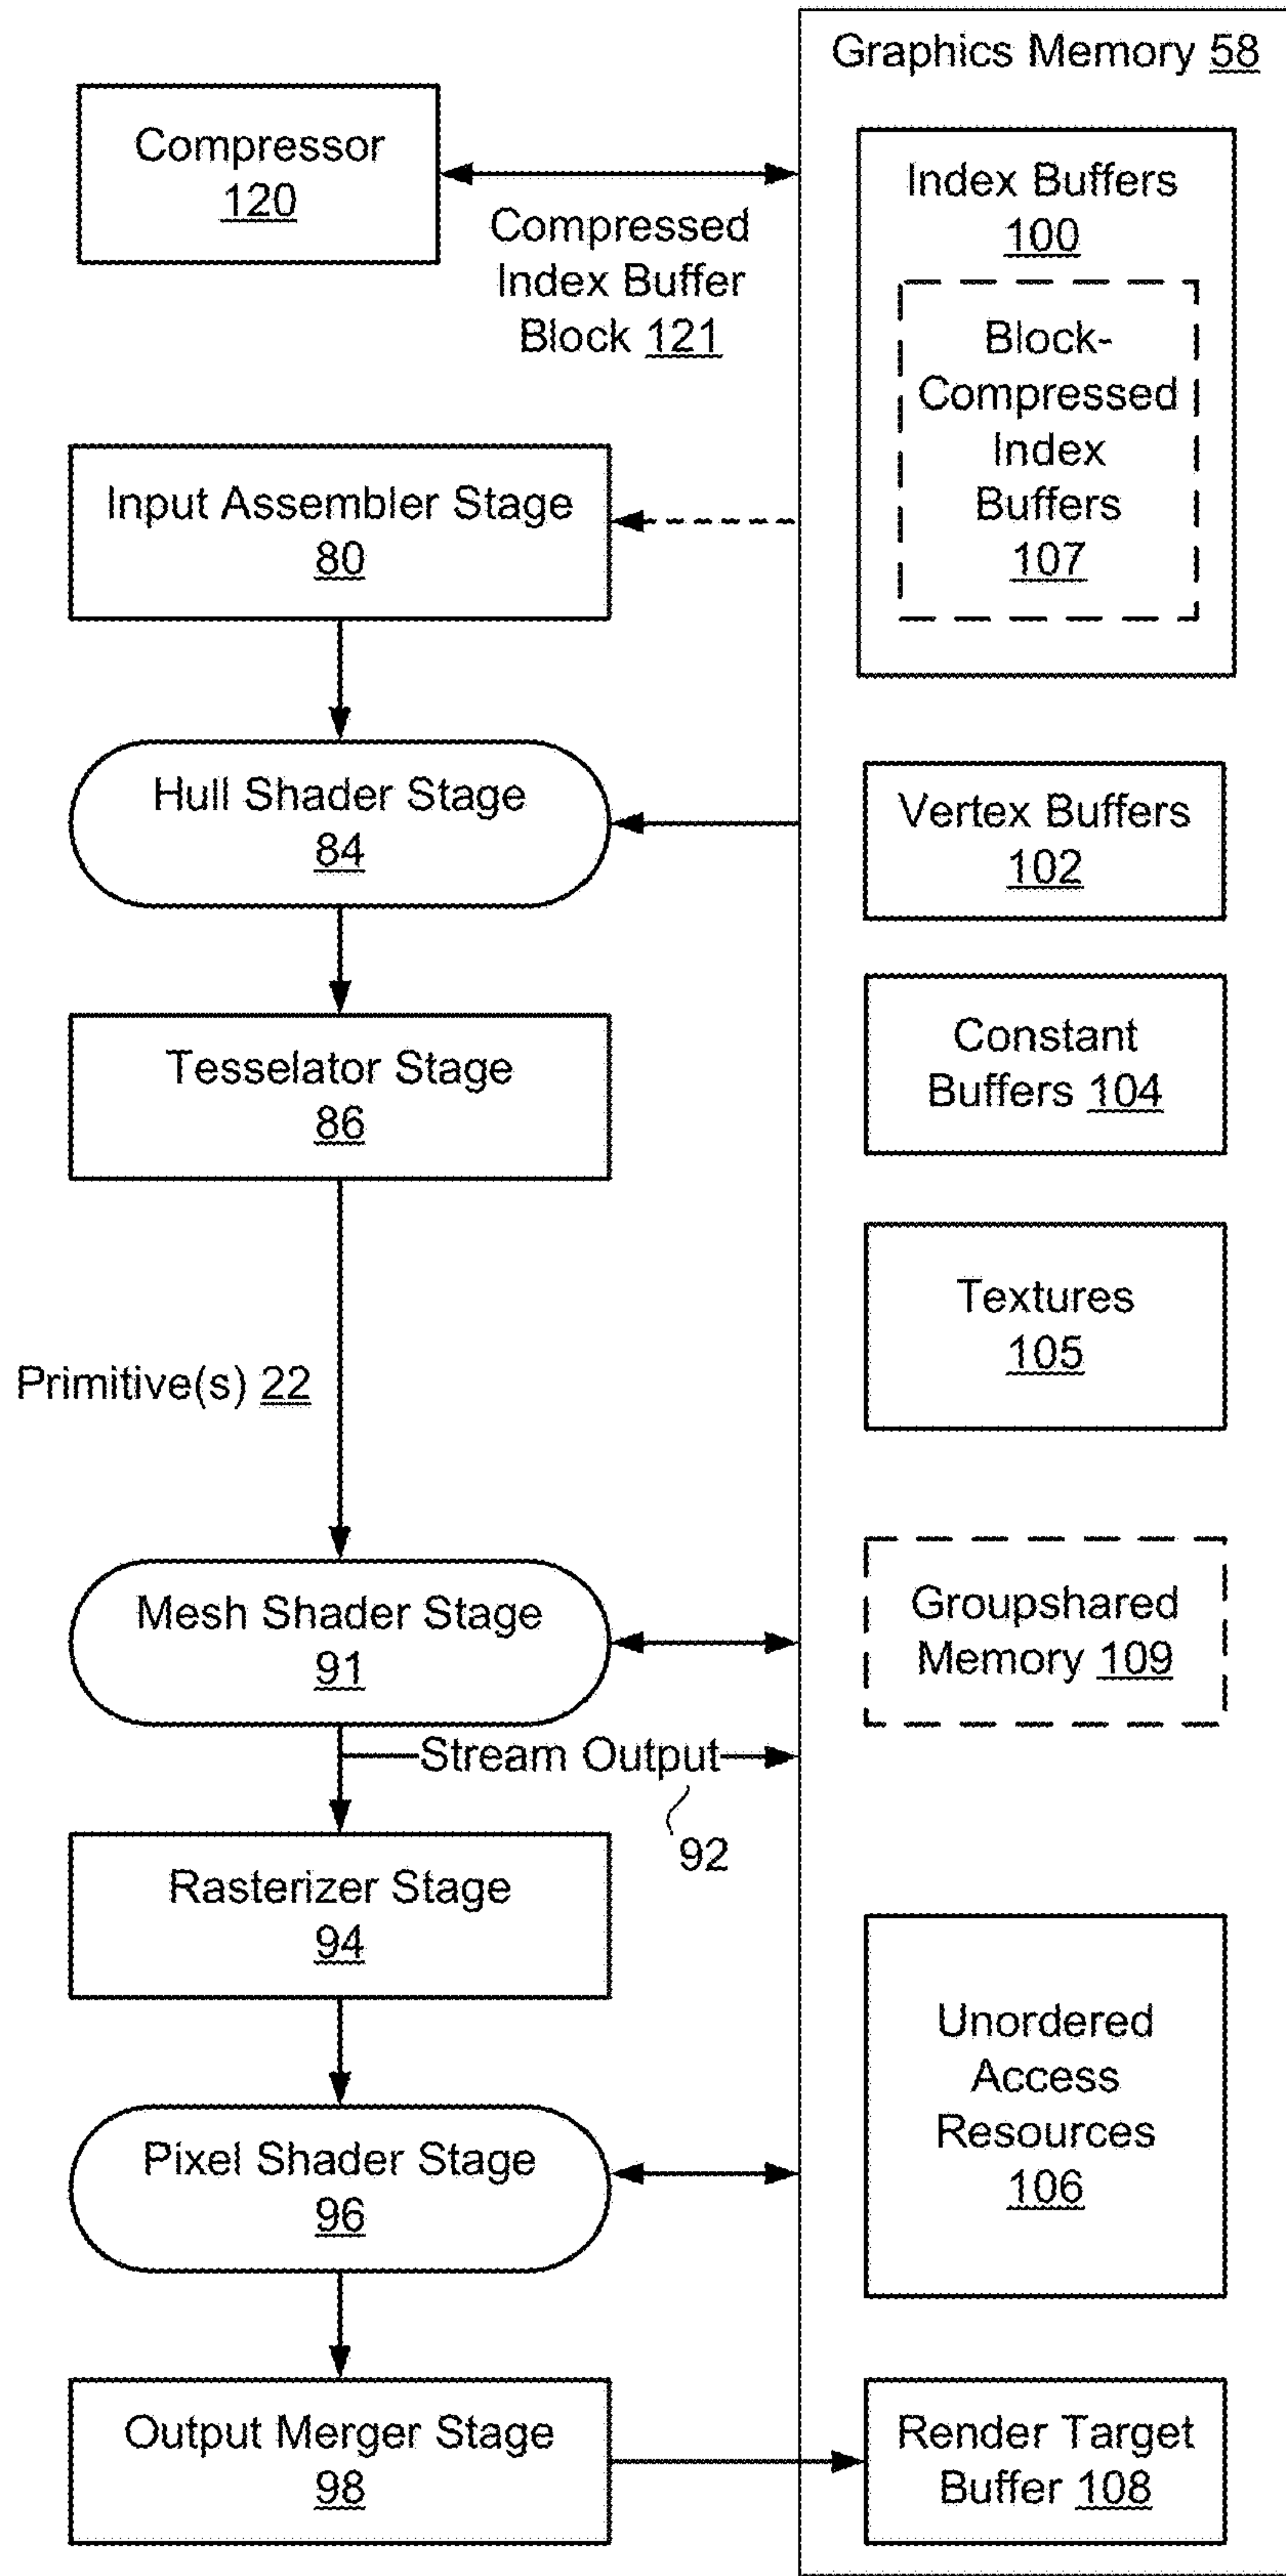 Graphics Memory 58
Compressor
120
Compressed
Index Buffer
Block 121
Index Buffers
100
Block-
Compressed
Index
Buffers
107
Input Assembler Stage
80
Hull Shader Stage
84
Vertex Buffers
102
Tesselator Stage
86
Constant
Buffers 104
Textures
105
Primitive(s) 22
Mesh Shader Stage
91
Groupshared
Memory 109
Stream Output
92
Rasterizer Stage
94
Unordered
Access
Resources
106
Pixel Shader Stage
96
Output Merger Stage
98
Render Target
Buffer 108